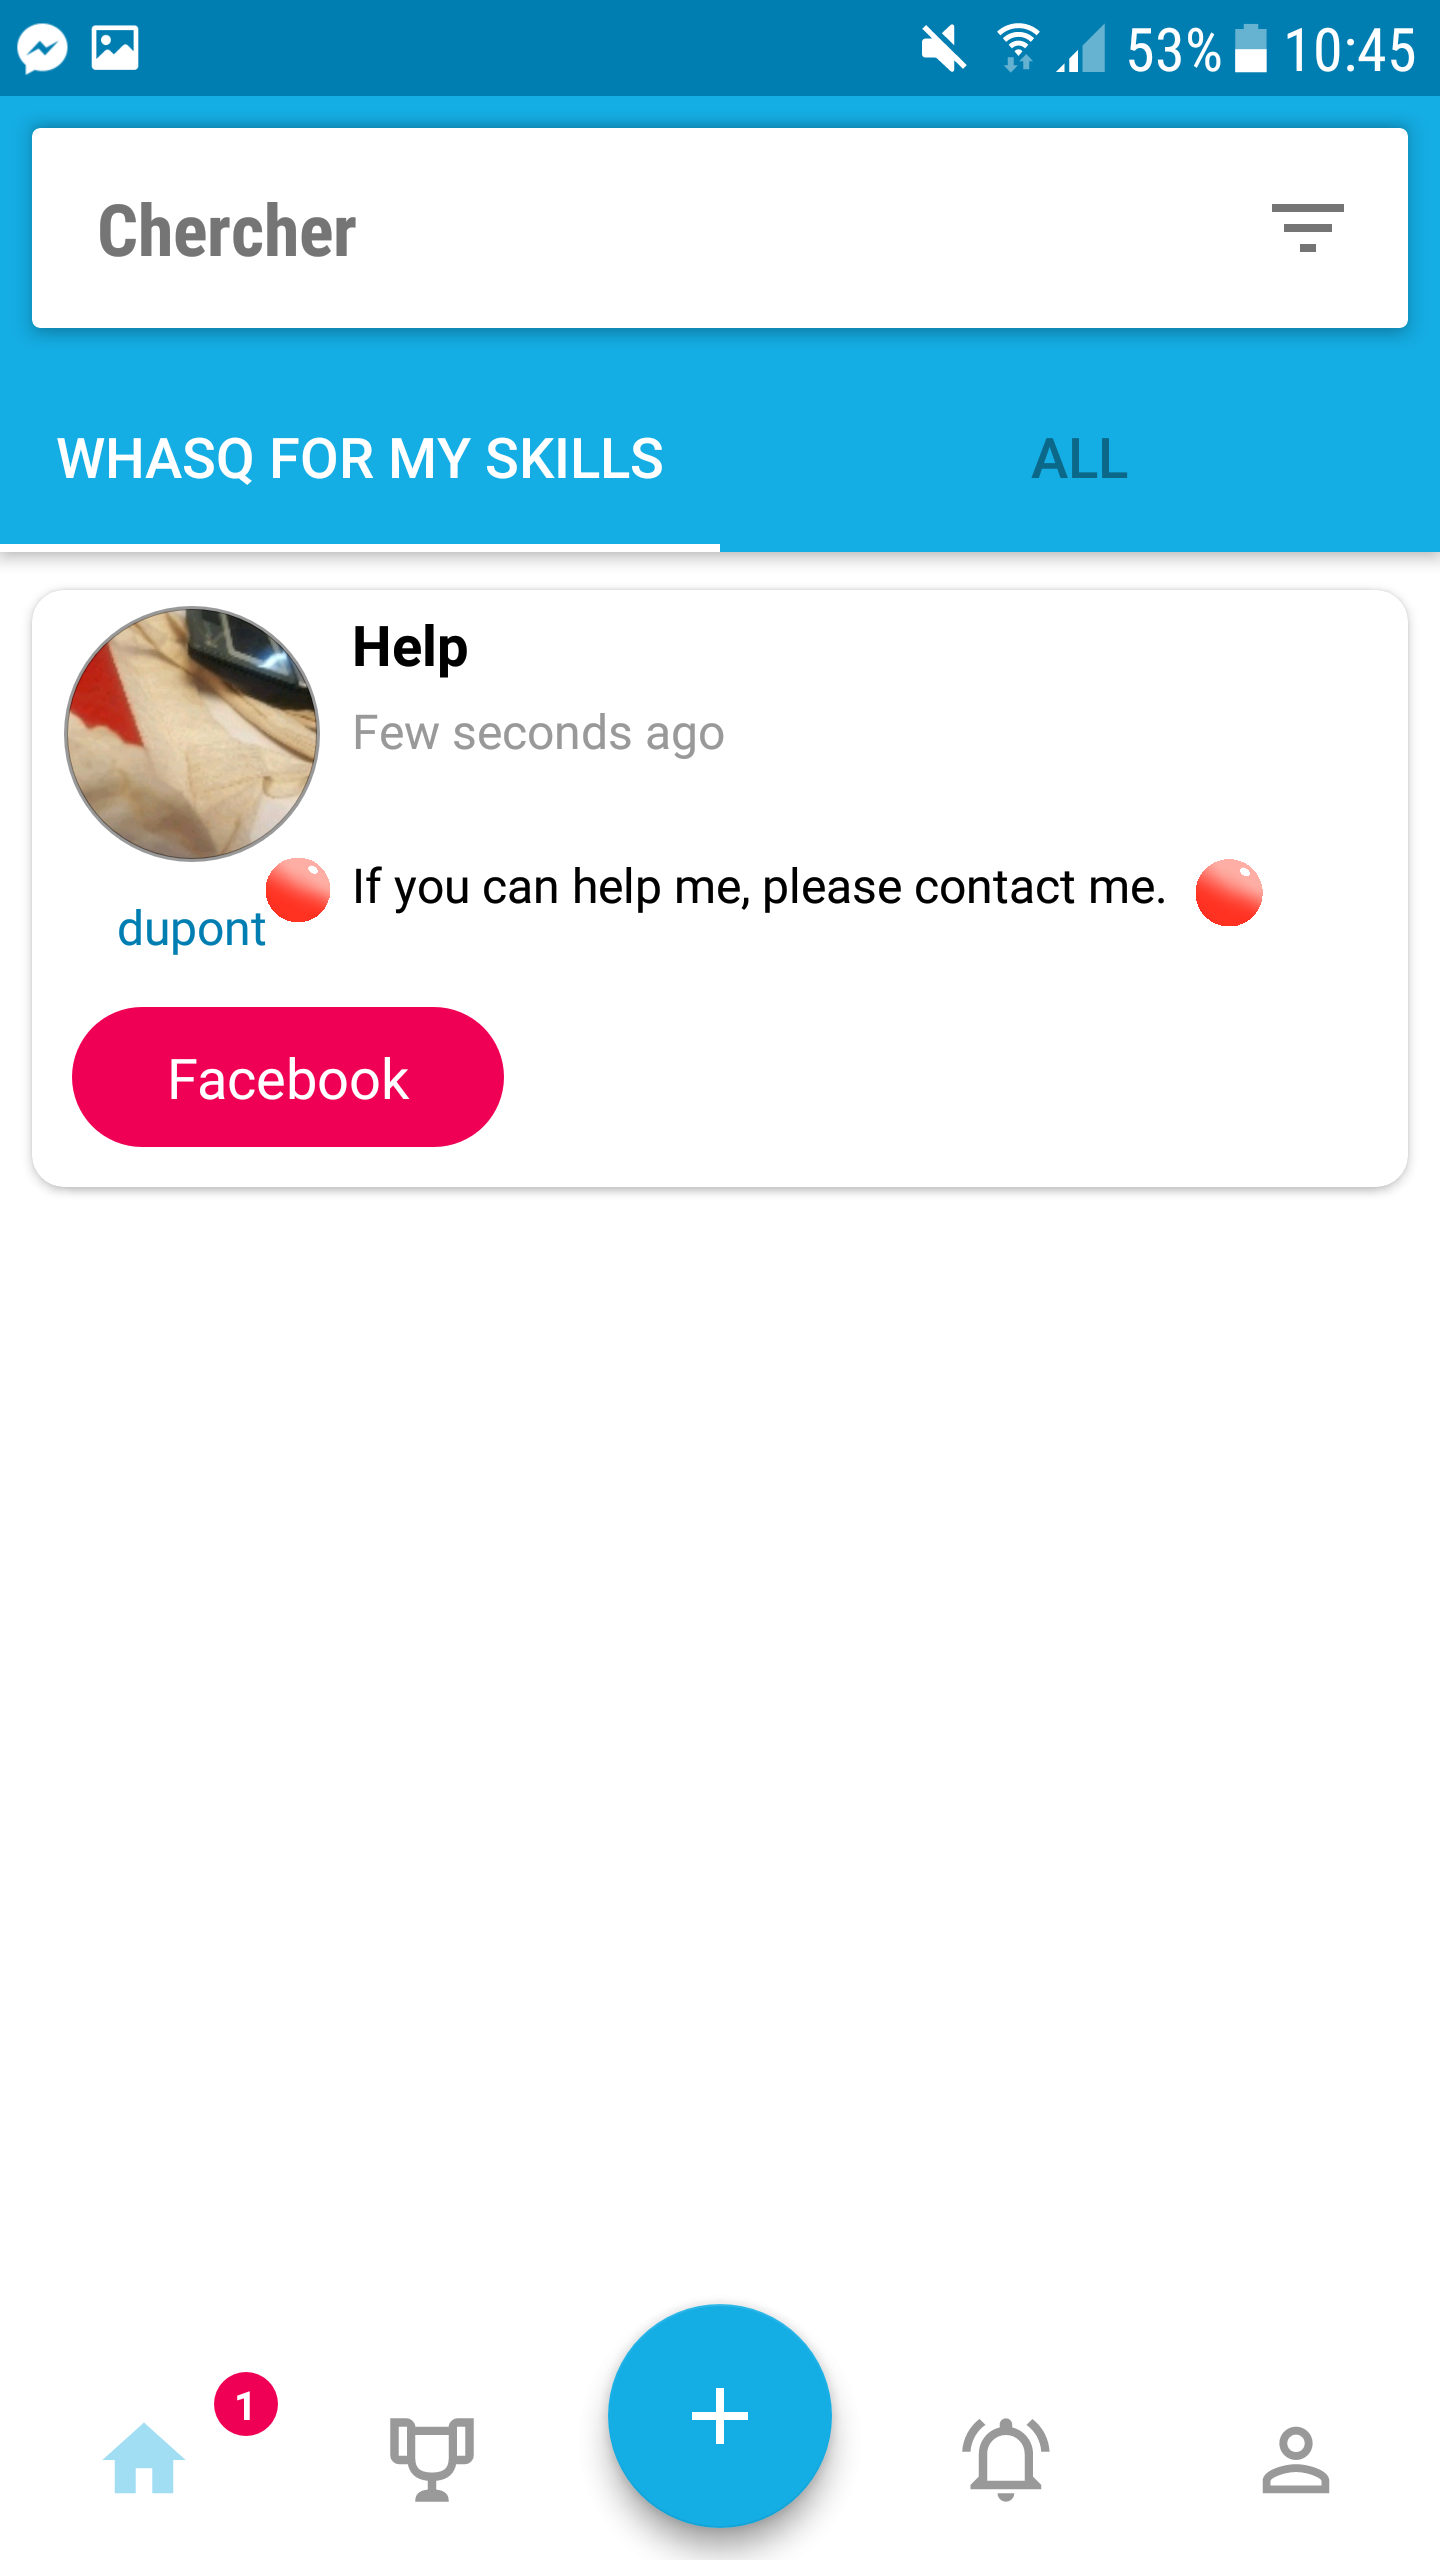 53% 10:45
Chercher
WHASQ FOR MY SKILLS
ALL
Help
Few seconds ago
If you can help me, please contact me.
dupont
Facebook
1